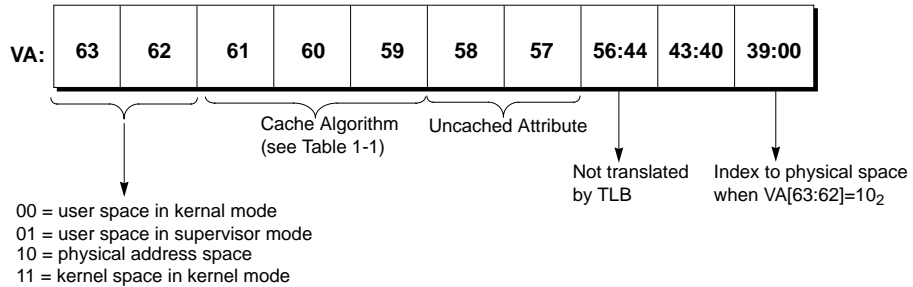 VA: 63 62 61 60 59 58 57 56:44 43:40 39:00
Cache Algorithm
(see Table 1-1)
Uncached Attribute
Not translated
by TLB
Index to physical space
when VA[63:62]=10₂
00 = user space in kernal mode
01 = user space in supervisor mode
10 = physical address space
11 = kernel space in kernel mode